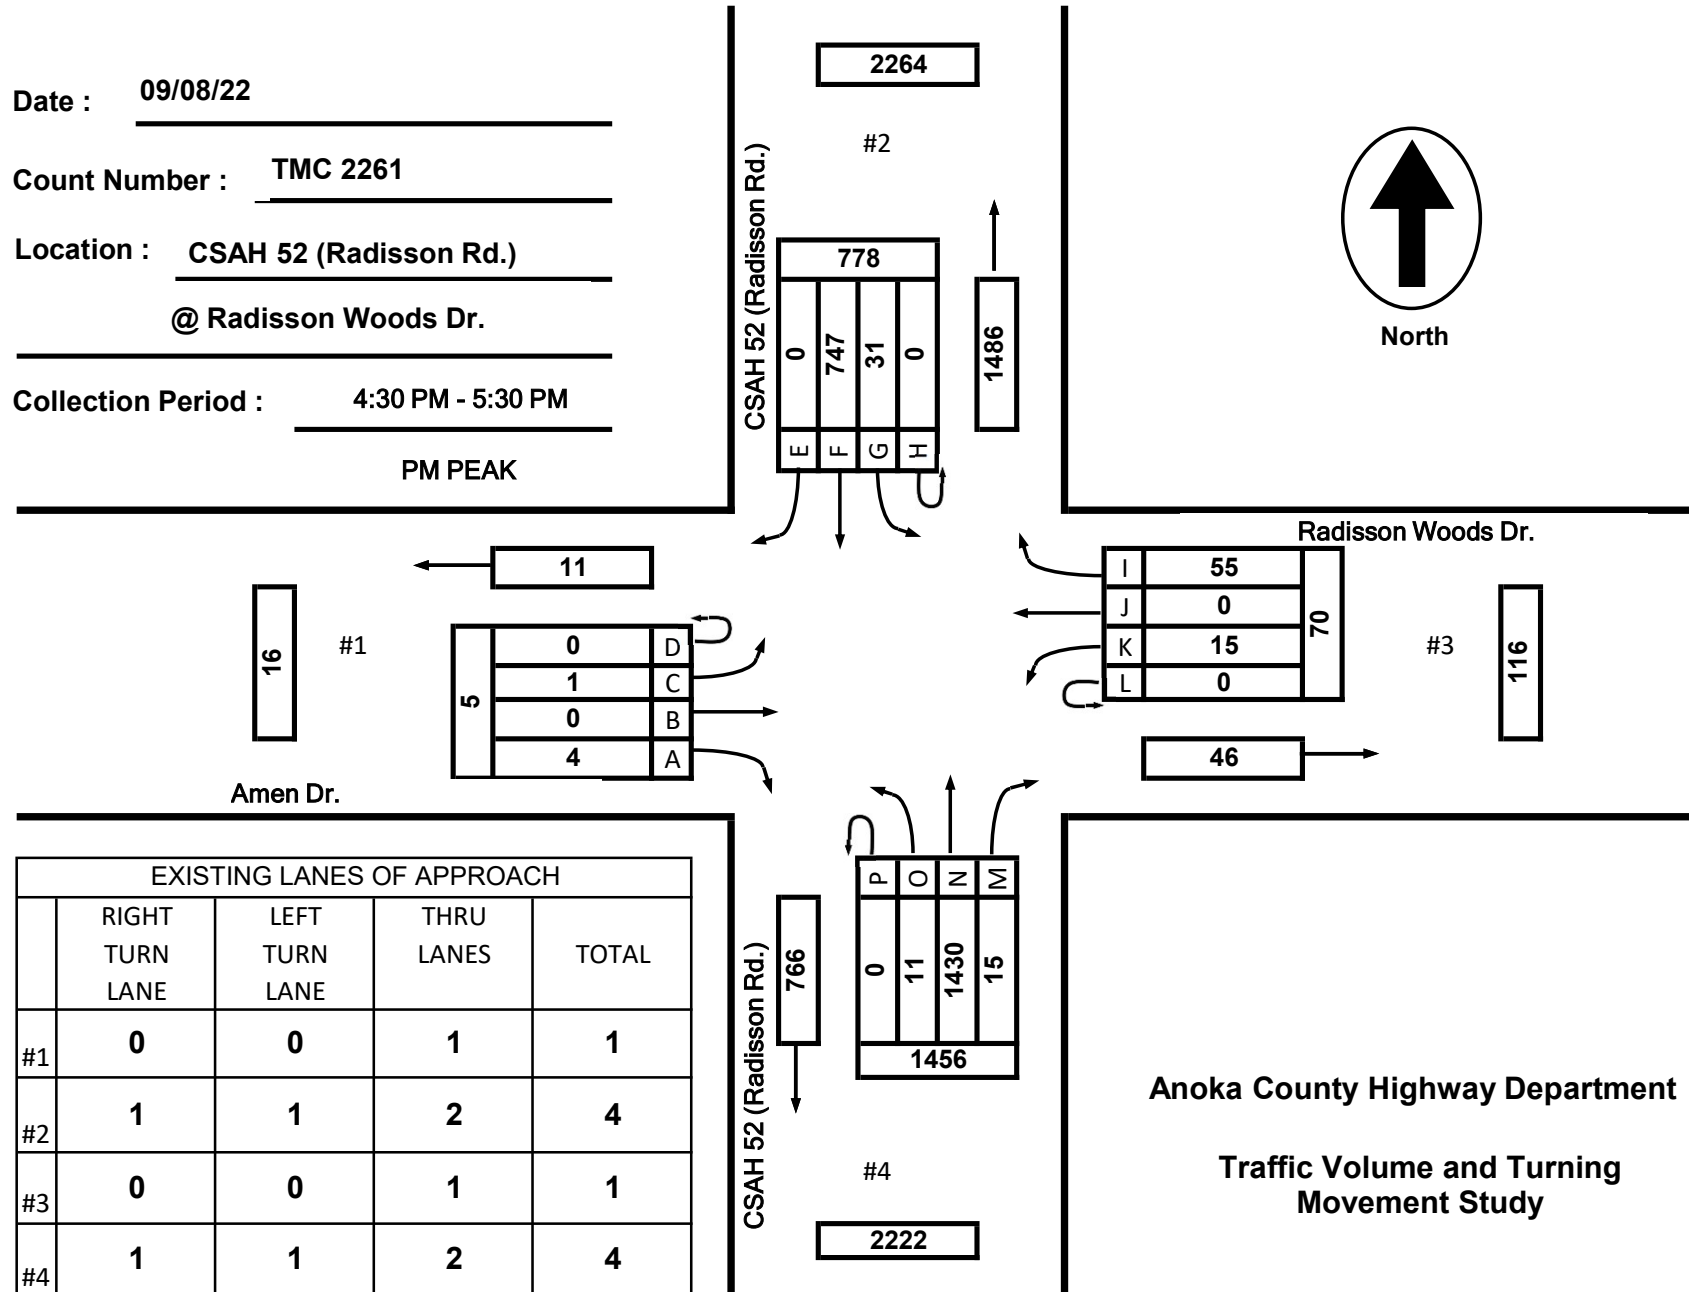 Date : 09/08/22
Count Number : TMC 2261
Location : CSAH 52 (Radisson Rd.)
@ Radisson Woods Dr.
Collection Period : 4:30 PM - 5:30 PM
PM PEAK
2264
#2
CSAH 52 (Radisson Rd.)
778
0 747 31 0
E F G H
1486
North
Radisson Woods Dr.
11
16
#1
5
0 D
1 C
0 B
4 A
Amen Dr.
I 55
J 0
K 15
L 0
70
#3
116
46
P O N M
0 11 1430 15
1456
766
CSAH 52 (Radisson Rd.)
#4
2222
EXISTING LANES OF APPROACH
RIGHT LEFT THRU
TURN TURN LANES TOTAL
LANE LANE
#1 0 0 1 1
#2 1 1 2 4
#3 0 0 1 1
#4 1 1 2 4
Anoka County Highway Department
Traffic Volume and Turning
Movement Study